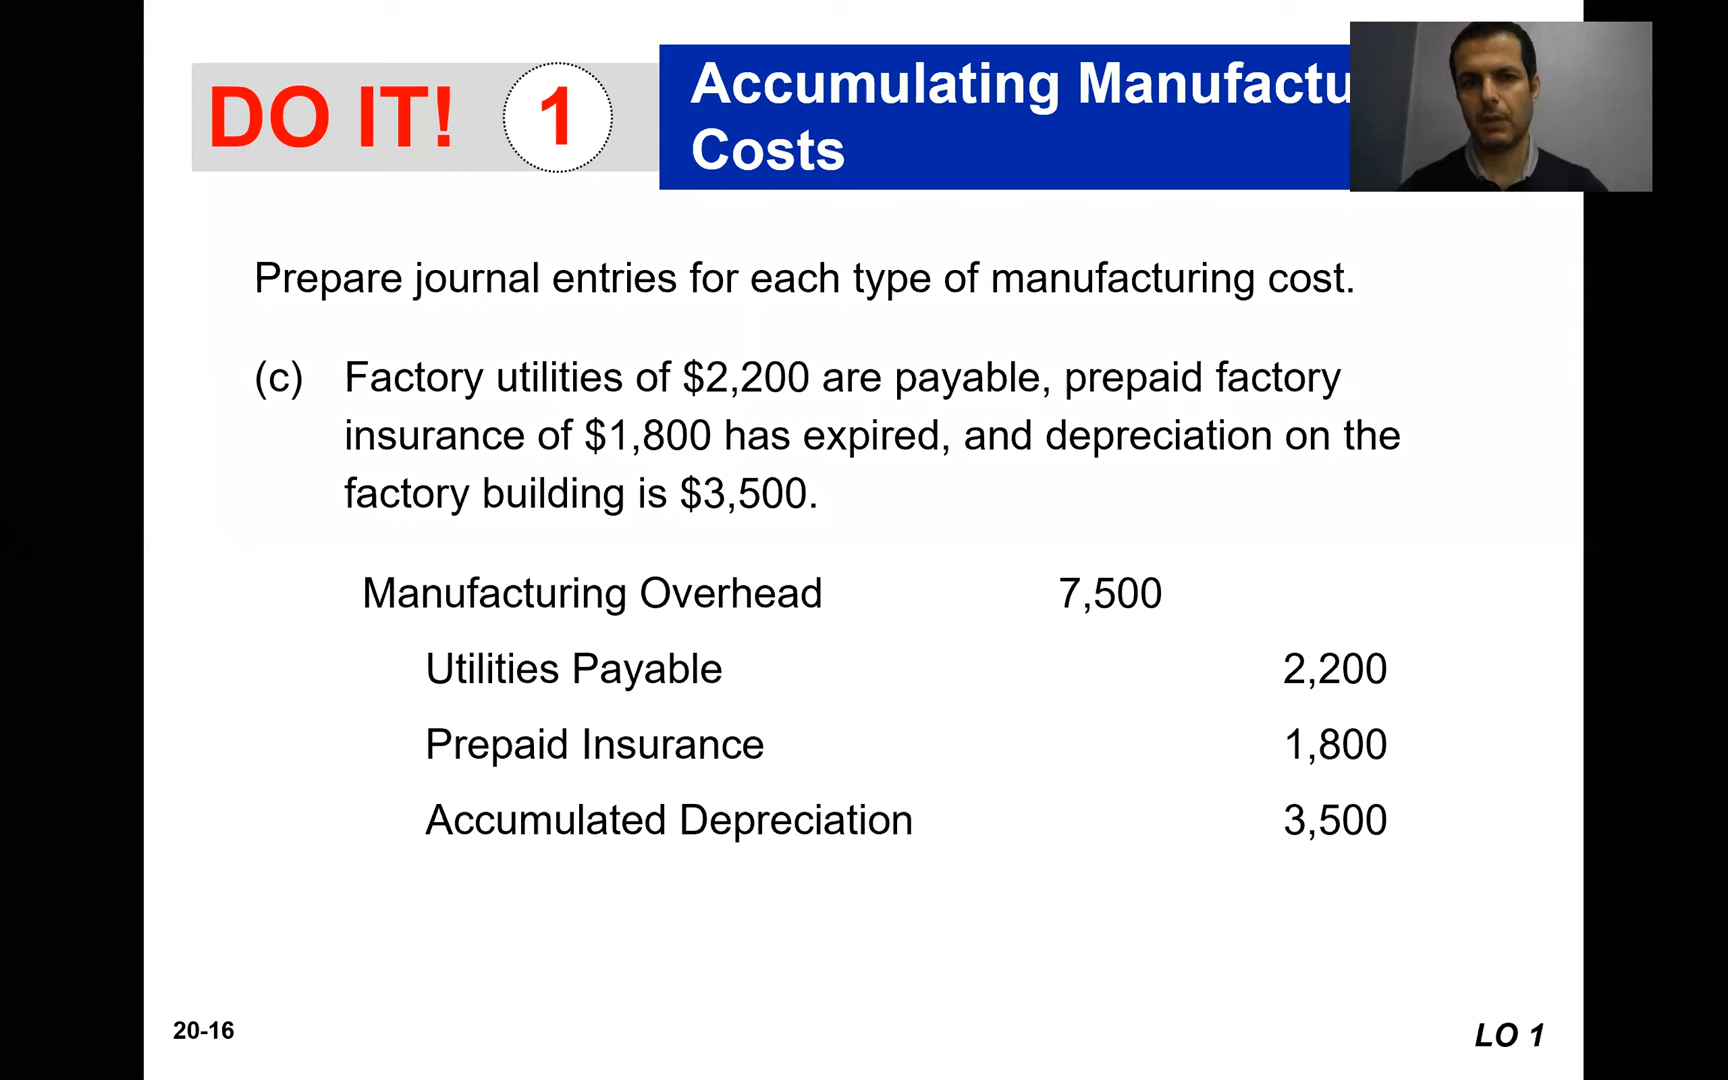 DO IT! 1
Accumulating Manufactu
Costs
Prepare journal entries for each type of manufacturing cost.
(c) Factory utilities of $2,200 are payable, prepaid factory
insurance of $1,800 has expired, and depreciation on the
factory building is $3,500.
Manufacturing Overhead 7,500
Utilities Payable 2,200
Prepaid Insurance 1,800
Accumulated Depreciation 3,500
20-16
LO 1